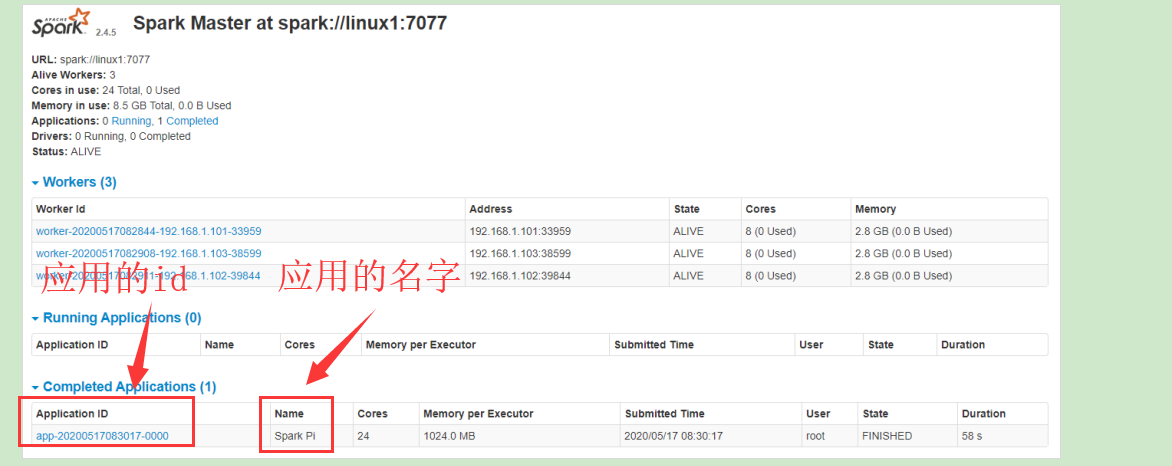 APACHE Spark 2.4.5 Spark Master at spark://linux1:7077
URL: spark://linux1:7077
Alive Workers: 3
Cores in use: 24 Total, 0 Used
Memory in use: 8.5 GB Total, 0.0 B Used
Applications: 0 Running, 1 Completed
Drivers: 0 Running, 0 Completed
Status: ALIVE
Workers (3)
Worker Id Address State Cores Memory
worker-20200517082844-192.168.1.101-33959 192.168.1.101:33959 ALIVE 8 (0 Used) 2.8 GB (0.0 B Used)
worker-20200517082908-192.168.1.103-38599 192.168.1.103:38599 ALIVE 8 (0 Used) 2.8 GB (0.0 B Used)
worker-20200517082911-192.168.1.102-39844 192.168.1.102:39844 ALIVE 8 (0 Used) 2.8 GB (0.0 B Used)
应用的id 应用的名字
Running Applications (0)
Application ID Name Cores Memory per Executor Submitted Time User State Duration
Completed Applications (1)
Application ID Name Cores Memory per Executor Submitted Time User State Duration
app-20200517083017-0000 Spark Pi 24 1024.0 MB 2020/05/17 08:30:17 root FINISHED 58 s